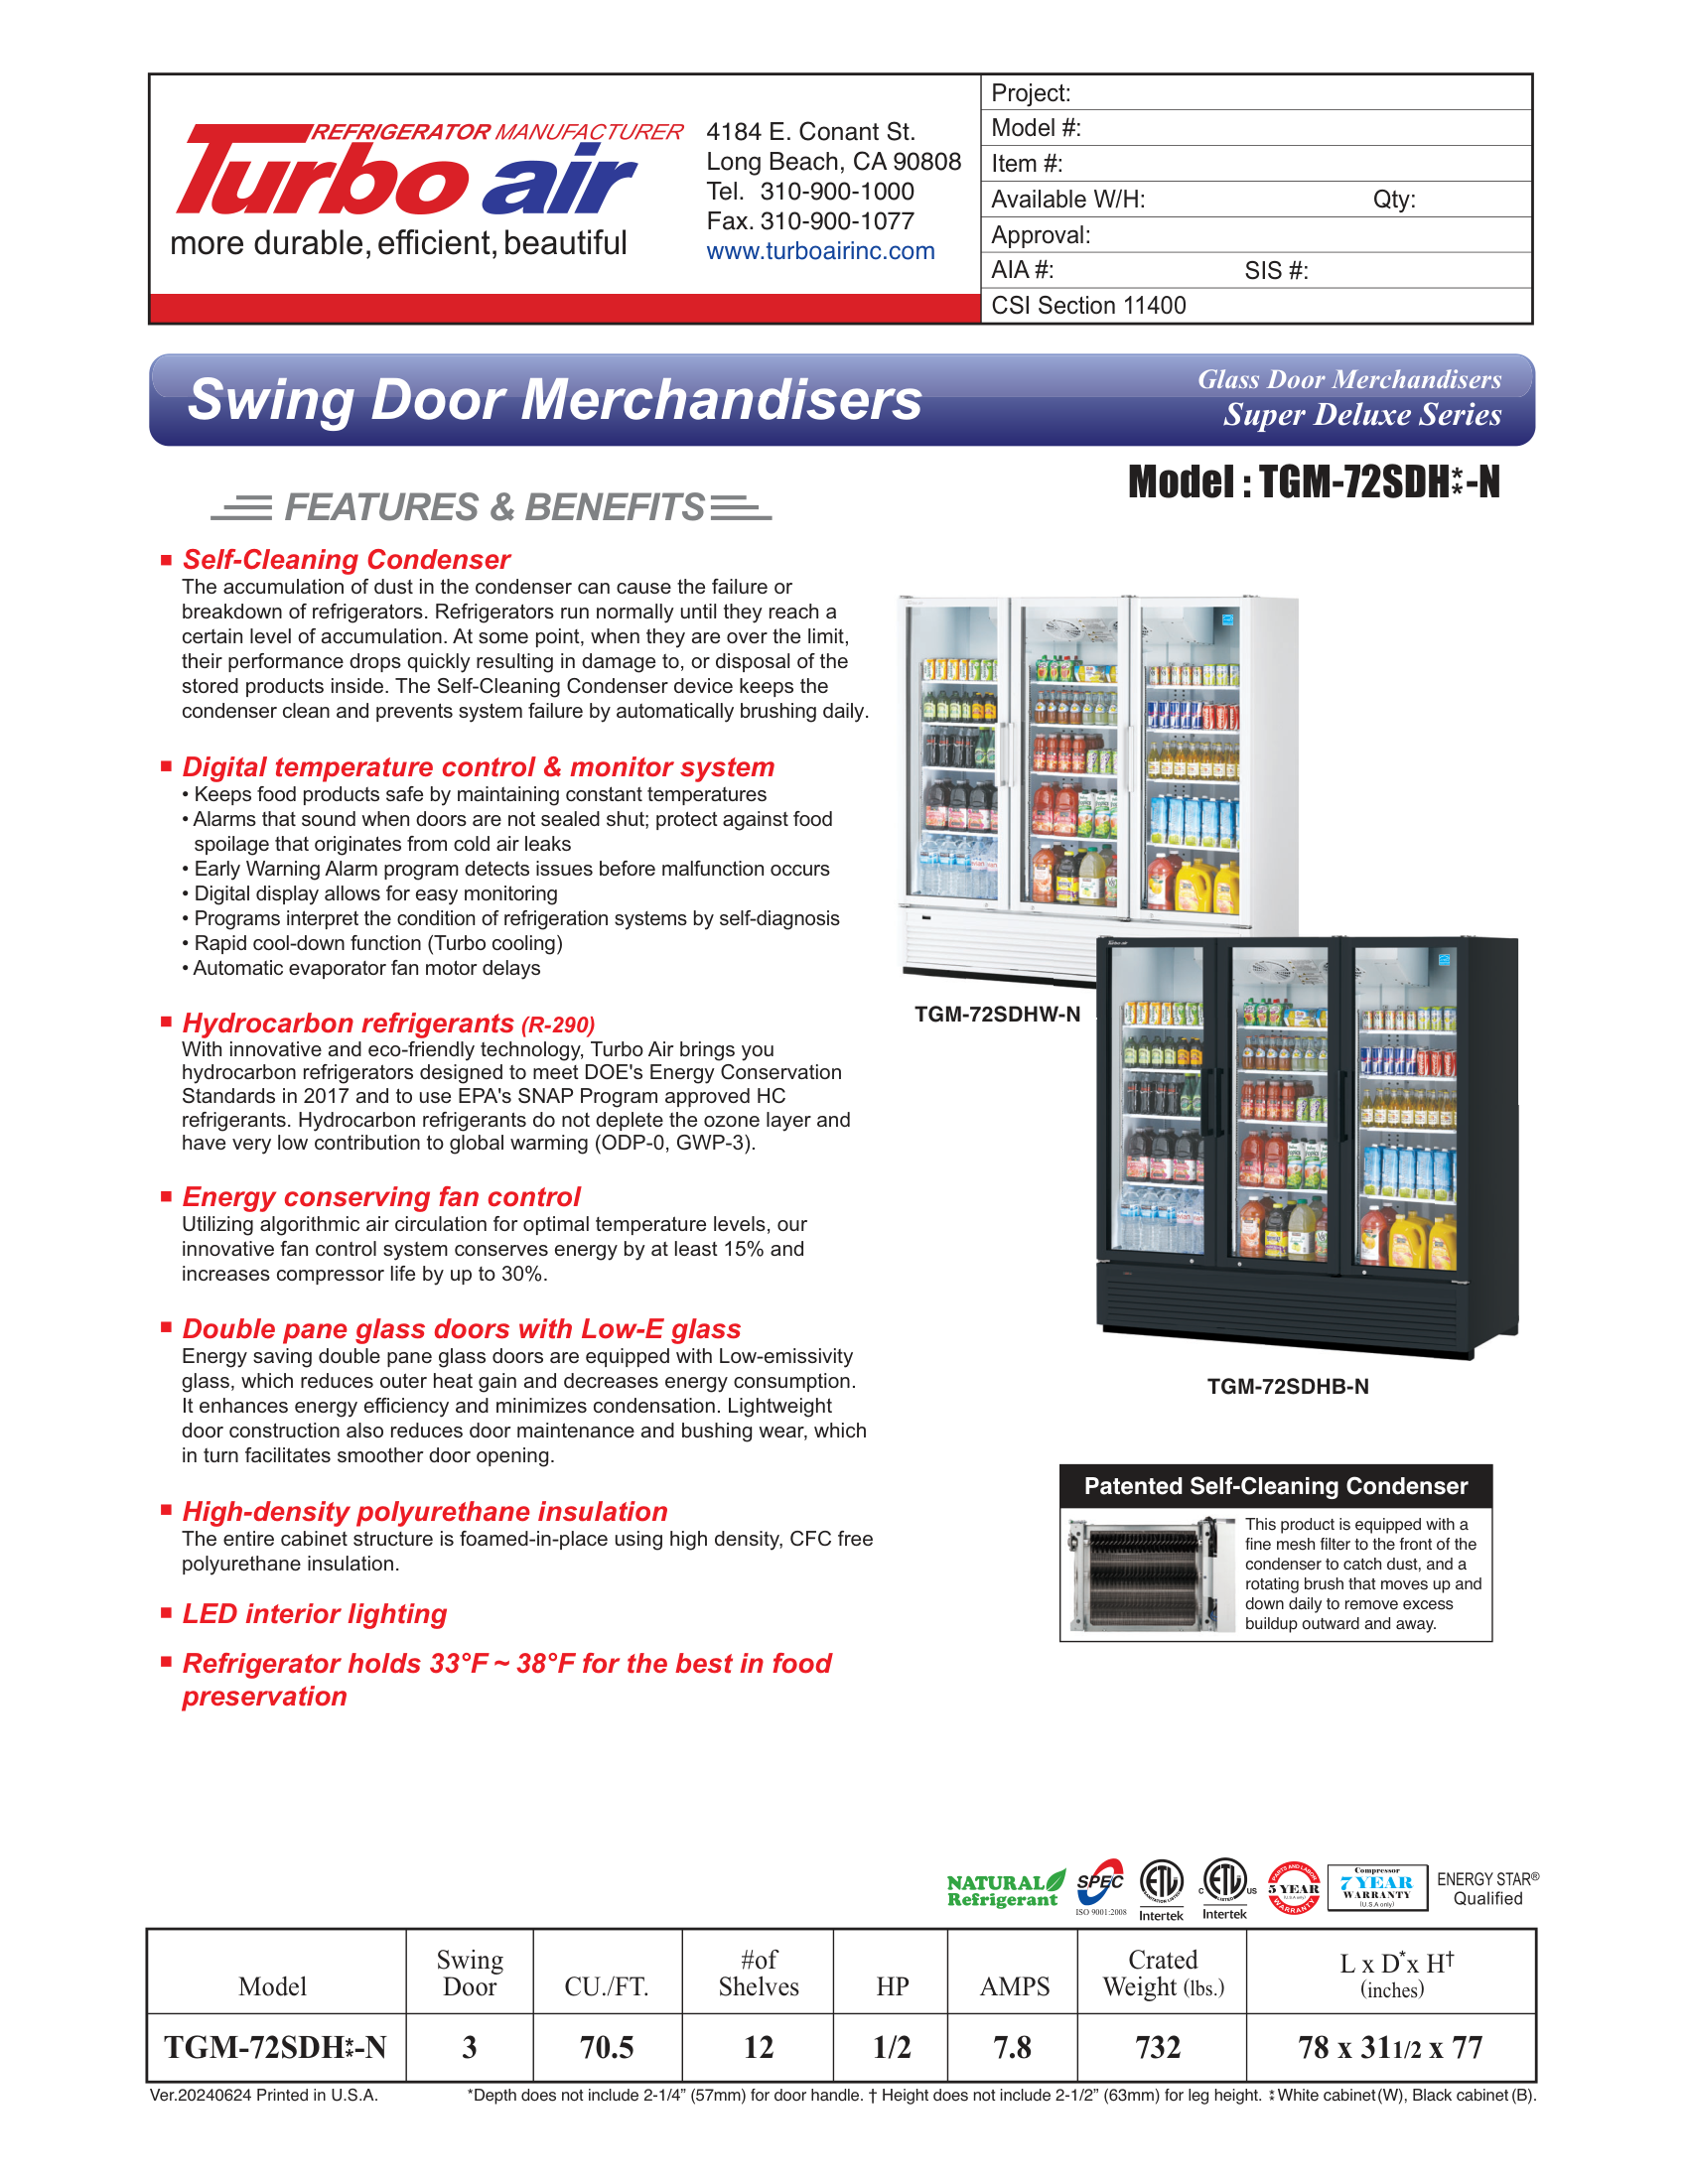 REFRIGERATOR MANUFACTURER
Turbo air
more durable, efficient, beautiful
4184 E. Conant St.
Long Beach, CA 90808
Tel. 310-900-1000
Fax. 310-900-1077
www.turboairinc.com
Project:
Model #:
Item #:
Available W/H: Qty:
Approval:
AIA #: SIS #:
CSI Section 11400
Swing Door Merchandisers
Glass Door Merchandisers
Super Deluxe Series
Model : TGM-72SDH⁑-N
FEATURES & BENEFITS
■ Self-Cleaning Condenser
The accumulation of dust in the condenser can cause the failure or
breakdown of refrigerators. Refrigerators run normally until they reach a
certain level of accumulation. At some point, when they are over the limit,
their performance drops quickly resulting in damage to, or disposal of the
stored products inside. The Self-Cleaning Condenser device keeps the
condenser clean and prevents system failure by automatically brushing daily.
■ Digital temperature control & monitor system
• Keeps food products safe by maintaining constant temperatures
• Alarms that sound when doors are not sealed shut; protect against food
spoilage that originates from cold air leaks
• Early Warning Alarm program detects issues before malfunction occurs
• Digital display allows for easy monitoring
• Programs interpret the condition of refrigeration systems by self-diagnosis
• Rapid cool-down function (Turbo cooling)
• Automatic evaporator fan motor delays
■ Hydrocarbon refrigerants (R-290)
With innovative and eco-friendly technology, Turbo Air brings you
hydrocarbon refrigerators designed to meet DOE's Energy Conservation
Standards in 2017 and to use EPA's SNAP Program approved HC
refrigerants. Hydrocarbon refrigerants do not deplete the ozone layer and
have very low contribution to global warming (ODP-0, GWP-3).
■ Energy conserving fan control
Utilizing algorithmic air circulation for optimal temperature levels, our
innovative fan control system conserves energy by at least 15% and
increases compressor life by up to 30%.
■ Double pane glass doors with Low-E glass
Energy saving double pane glass doors are equipped with Low-emissivity
glass, which reduces outer heat gain and decreases energy consumption.
It enhances energy efficiency and minimizes condensation. Lightweight
door construction also reduces door maintenance and bushing wear, which
in turn facilitates smoother door opening.
■ High-density polyurethane insulation
The entire cabinet structure is foamed-in-place using high density, CFC free
polyurethane insulation.
■ LED interior lighting
■ Refrigerator holds 33°F ~ 38°F for the best in food
preservation
TGM-72SDHW-N
Turbo air
TGM-72SDHB-N
Patented Self-Cleaning Condenser
This product is equipped with a
fine mesh filter to the front of the
condenser to catch dust, and a
rotating brush that moves up and
down daily to remove excess
buildup outward and away.
NATURAL
Refrigerant
SPEC
ISO 9001:2008
ETL
SANITATION LISTED
Intertek
C ETL US
LISTED
Intertek
PARTS AND LABOR
5 YEAR
(U.S.A only)
WARRANTY
Compressor
7 YEAR
WARRANTY
(U.S.A only)
ENERGY STAR®
Qualified
Model Swing Door CU./FT. #of Shelves HP AMPS Crated Weight (lbs.) L x D* x H† (inches)
TGM-72SDH⁑-N 3 70.5 12 1/2 7.8 732 78 x 31 1/2 x 77
Ver.20240624 Printed in U.S.A. *Depth does not include 2-1/4” (57mm) for door handle. † Height does not include 2-1/2” (63mm) for leg height. ⁑ White cabinet (W), Black cabinet (B).